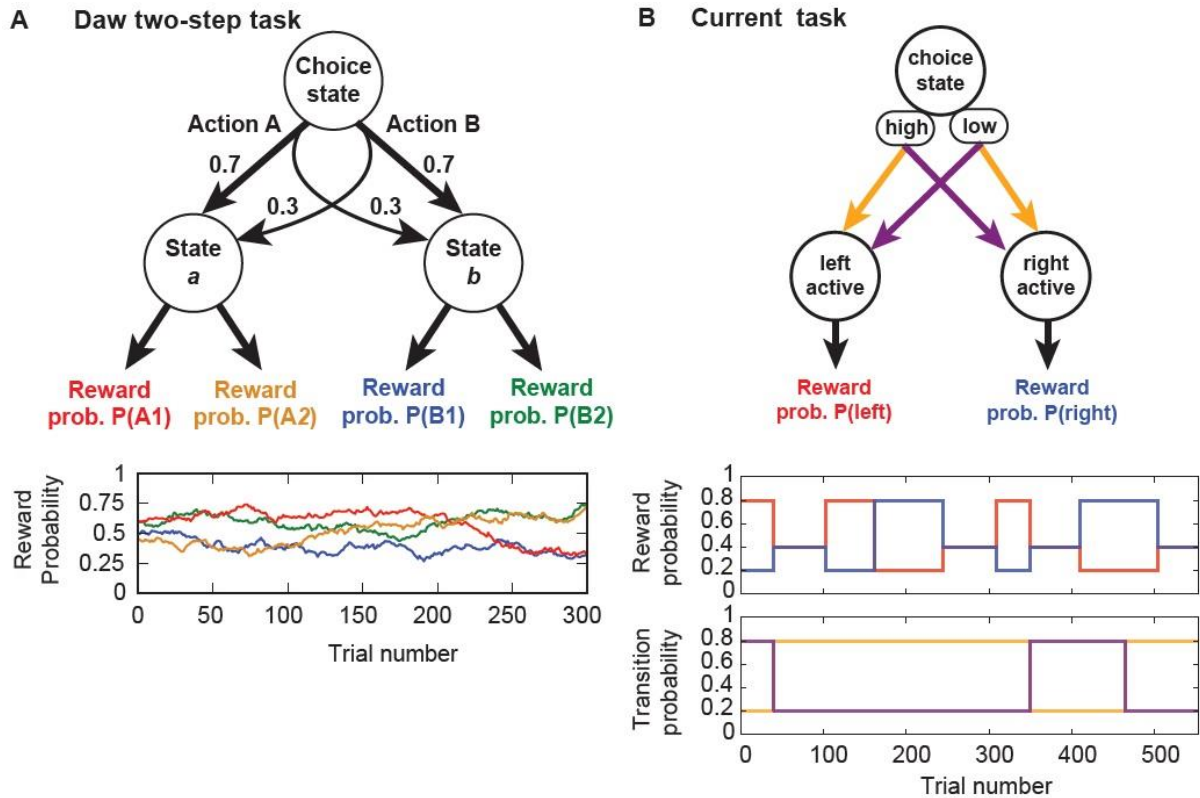 A Daw two-step task
Choice
state
Action A
Action B
0.7
0.7
0.3
0.3
State
a
State
b
Reward
prob. P(A1)
Reward
prob. P(A2)
Reward
prob. P(B1)
Reward
prob. P(B2)
Reward
Probability
1
0.75
0.5
0.25
0
0 50 100 150 200 250 300
Trial number
B Current task
choice
state
high
low
left
active
right
active
Reward
prob. P(left)
Reward
prob. P(right)
Reward
probability
1
0.8
0.6
0.4
0.2
0
Transition
probability
1
0.8
0.6
0.4
0.2
0
0 100 200 300 400 500
Trial number